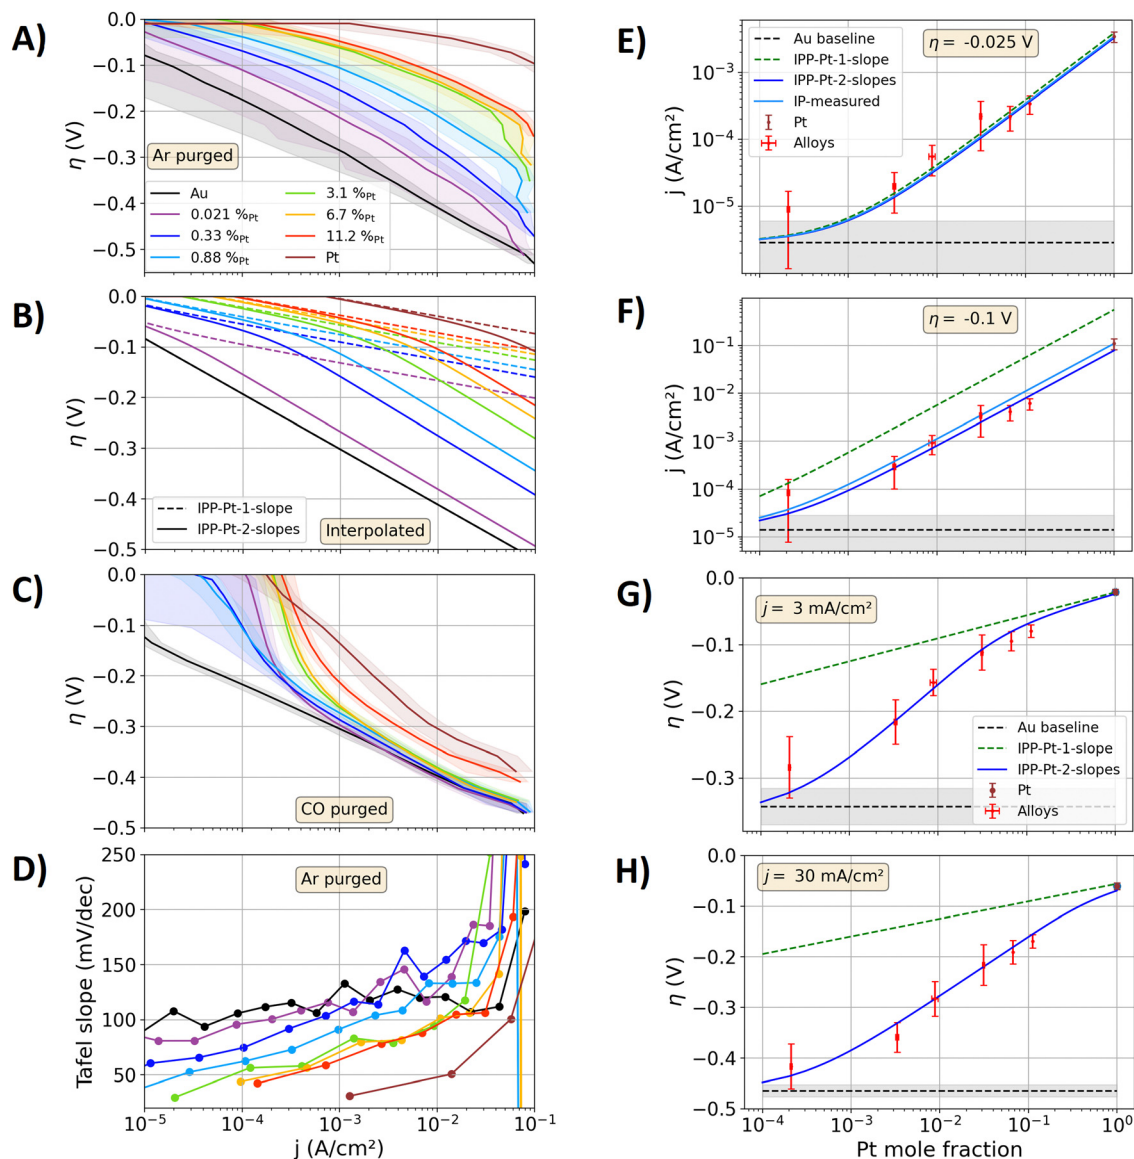 A)
0.0
−0.1
−0.2
−0.3
−0.4
−0.5
η (V)
Ar purged
Au
0.021 %Pt
0.33 %Pt
0.88 %Pt
3.1 %Pt
6.7 %Pt
11.2 %Pt
Pt
B)
0.0
−0.1
−0.2
−0.3
−0.4
−0.5
η (V)
IPP-Pt-1-slope
IPP-Pt-2-slopes
Interpolated
C)
0.0
−0.1
−0.2
−0.3
−0.4
−0.5
η (V)
CO purged
D)
250
200
150
100
50
Tafel slope (mV/dec)
Ar purged
10⁻⁵
10⁻⁴
10⁻³
10⁻²
10⁻¹
j (A/cm²)
E)
10⁻³
10⁻⁴
10⁻⁵
j (A/cm²)
Au baseline
IPP-Pt-1-slope
IPP-Pt-2-slopes
IP-measured
Pt
Alloys
η = -0.025 V
F)
10⁻¹
10⁻²
10⁻³
10⁻⁴
10⁻⁵
j (A/cm²)
η = -0.1 V
G)
0.0
−0.1
−0.2
−0.3
η (V)
j = 3 mA/cm²
Au baseline
IPP-Pt-1-slope
IPP-Pt-2-slopes
Pt
Alloys
H)
0.0
−0.1
−0.2
−0.3
−0.4
−0.5
η (V)
j = 30 mA/cm²
10⁻⁴
10⁻³
10⁻²
10⁻¹
10⁰
Pt mole fraction